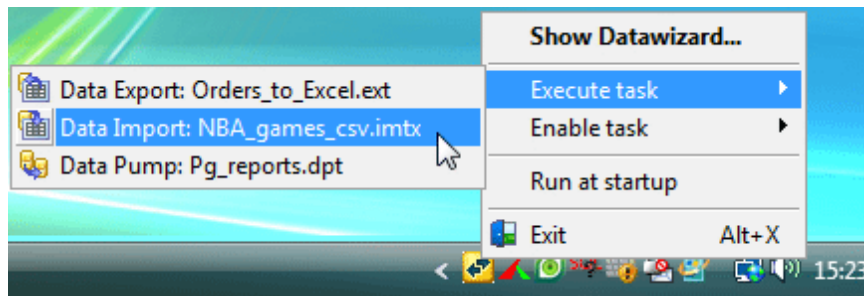 Show Datawizard...
Execute task
Data Export: Orders_to_Excel.ext
Data Import: NBA_games_csv.imtx
Data Pump: Pg_reports.dpt
Enable task
Run at startup
Exit Alt+X
15:23